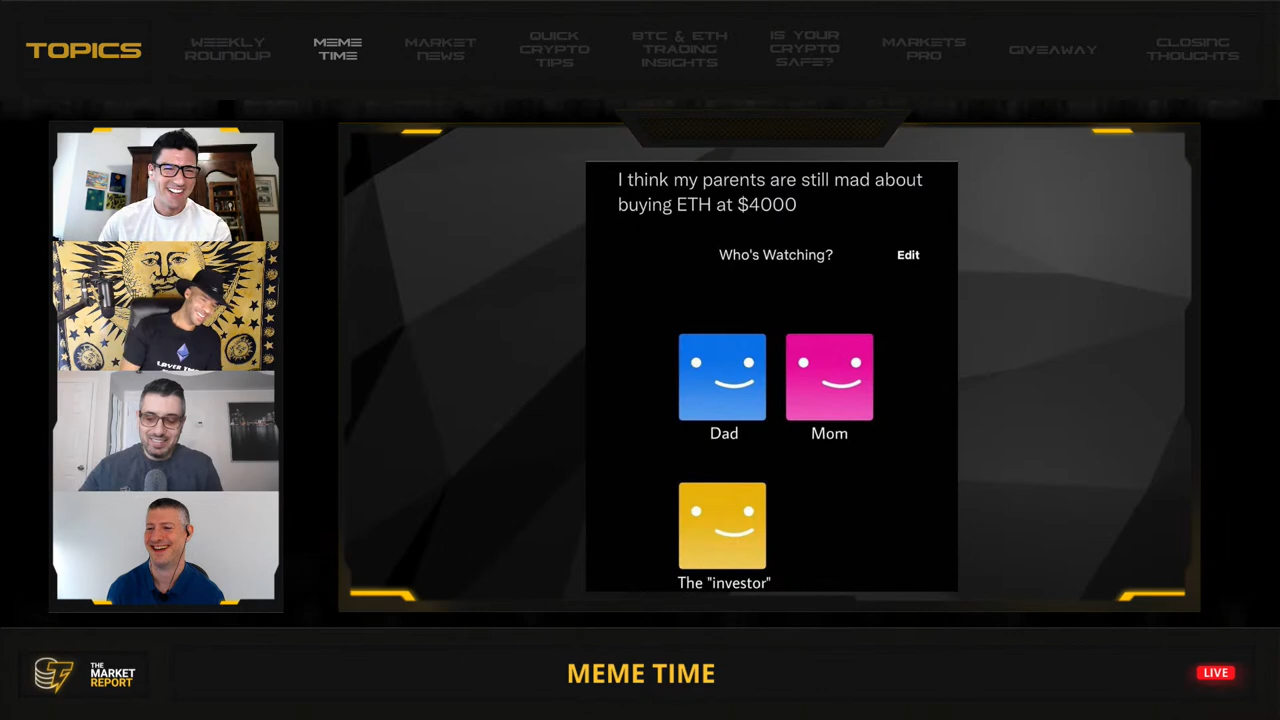 TOPICS
WEEKLY
ROUNDUP
MEME
TIME
MARKET
NEWS
QUICK
CRYPTO
TIPS
BTC & ETH
TRADING
INSIGHTS
IS YOUR
CRYPTO
SAFE?
MARKETS
PRO
GIVEAWAY
CLOSING
THOUGHTS
I think my parents are still mad about
buying ETH at $4000
Who's Watching?
Edit
Dad
Mom
The "investor"
THE
MARKET
REPORT
MEME TIME
LIVE